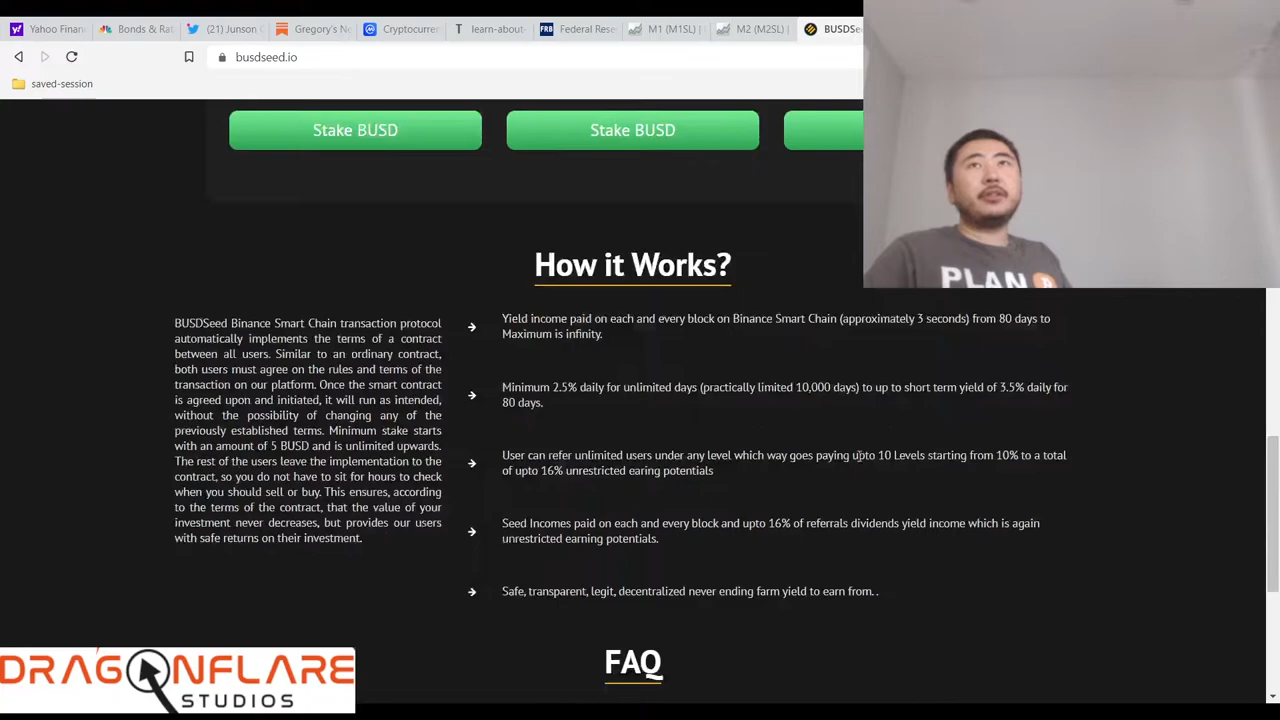 Yahoo Financ
Bonds & Rat
(21) Junson
Gregory's Ne
Cryptocurre
learn-about-
FRB
Federal Rese
M1 (M1SL) |
M2 (M2SL)
BUSDSe
busdseed.io
saved-session
Stake BUSD
Stake BUSD
PLAN
How it Works?
BUSDSeed Binance Smart Chain transaction protocol
automatically implements the terms of a contract
between all users. Similar to an ordinary contract,
both users must agree on the rules and terms of the
transaction on our platform. Once the smart contract
is agreed upon and initiated, it will run as intended,
without the possibility of changing any of the
previously established terms. Minimum stake starts
with an amount of 5 BUSD and is unlimited upwards.
The rest of the users leave the implementation to the
contract, so you do not have to sit for hours to check
when you should sell or buy. This ensures, according
to the terms of the contract, that the value of your
investment never decreases, but provides our users
with safe returns on their investment.
Yield income paid on each and every block on Binance Smart Chain (approximately 3 seconds) from 80 days to
Maximum is infinity.
Minimum 2.5% daily for unlimited days (practically limited 10,000 days) to up to short term yield of 3.5% daily for
80 days.
User can refer unlimited users under any level which way goes paying upto 10 Levels starting from 10% to a total
of upto 16% unrestricted earing potentials
Seed Incomes paid on each and every block and upto 16% of referrals dividends yield income which is again
unrestricted earning potentials.
Safe, transparent, legit, decentralized never ending farm yield to earn from. .
FAQ
DRAGONFLARE
STUDIOS